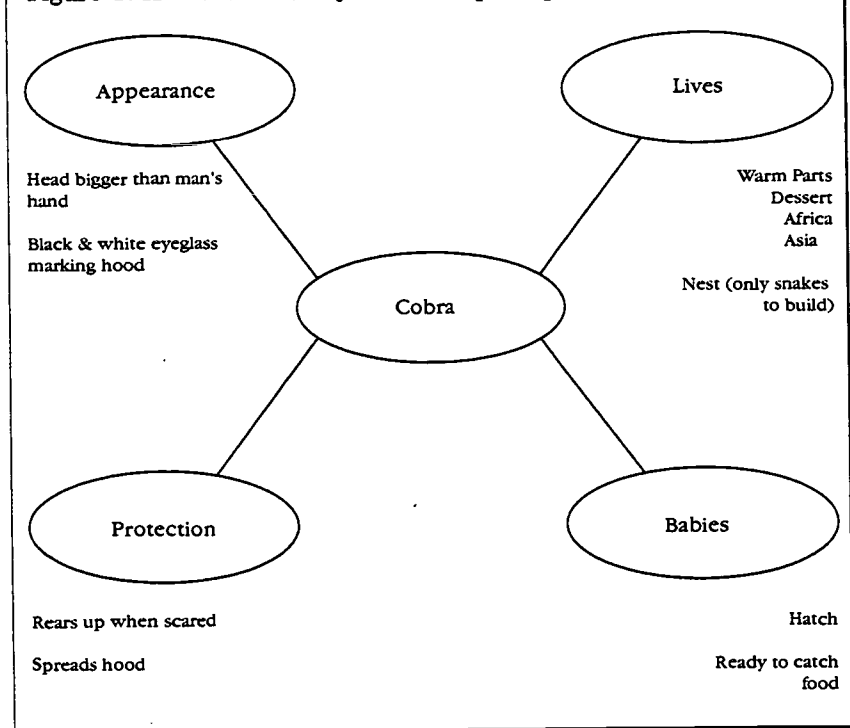 Appearance
Head bigger than man's
hand
Black & white eyeglass
marking hood
Lives
Warm Parts
Dessert
Africa
Asia
Nest (only snakes
to build)
Cobra
Protection
Rears up when scared
Spreads hood
Babies
Hatch
Ready to catch
food